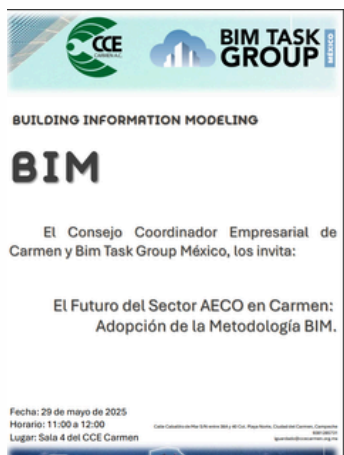 CCE
CARMEN A.C.
BIM TASK
GROUP
MÉXICO
BUILDING INFORMATION MODELING
BIM
El Consejo Coordinador Empresarial de
Carmen y Bim Task Group México, los invita:
El Futuro del Sector AECO en Carmen:
Adopción de la Metodología BIM.
Fecha: 29 de mayo de 2025
Horario: 11:00 a 12:00
Lugar: Sala 4 del CCE Carmen